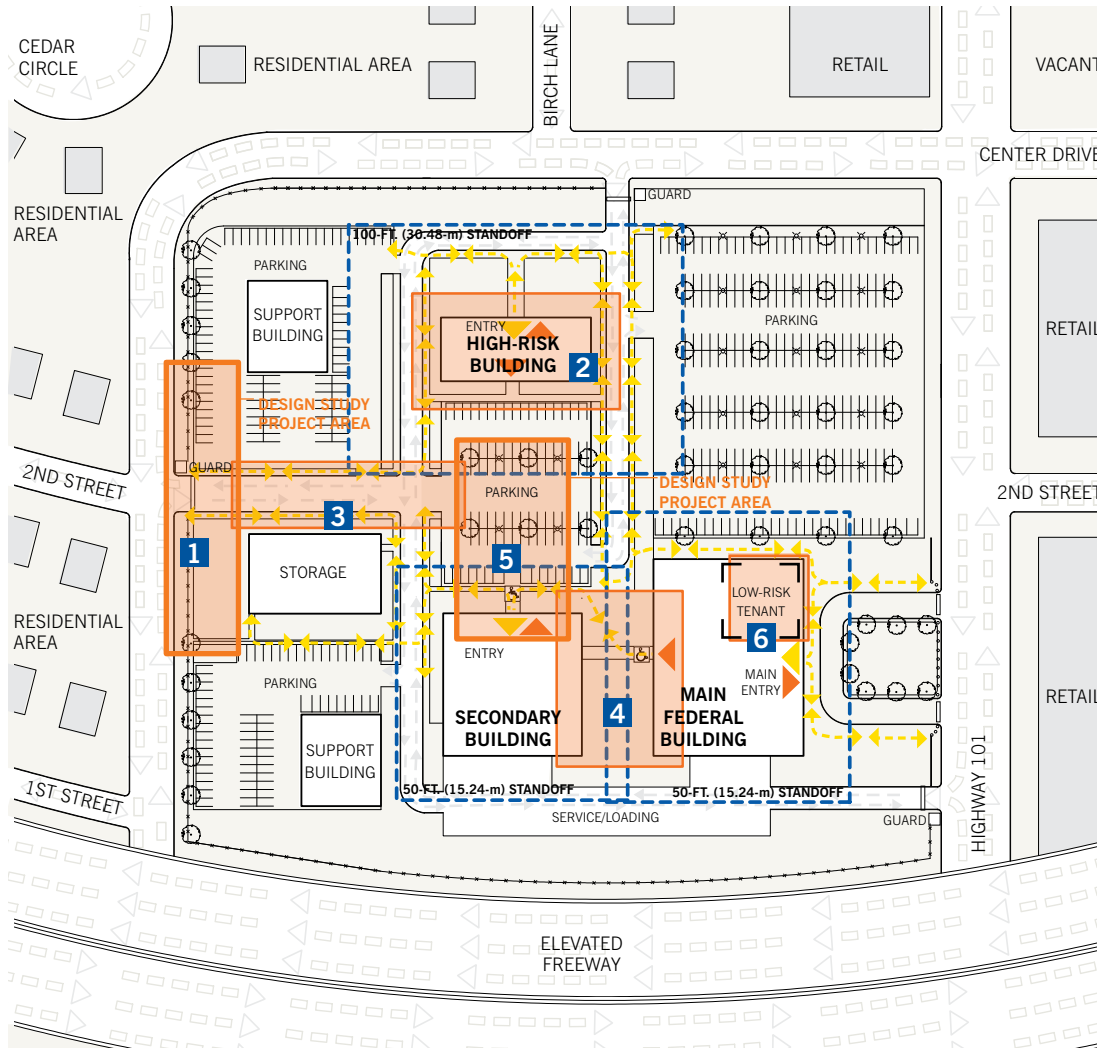 CEDAR
CIRCLE
RESIDENTIAL AREA
BIRCH LANE
RETAIL
VACANT
CENTER DRIVE
RESIDENTIAL
AREA
GUARD
100-FT. (30.48-m) STANDOFF
PARKING
SUPPORT
BUILDING
ENTRY
HIGH-RISK
BUILDING
2
PARKING
RETAIL
DESIGN STUDY
PROJECT AREA
GUARD
2ND STREET
PARKING
DESIGN STUDY
PROJECT AREA
2ND STREET
3
1
5
STORAGE
LOW-RISK
TENANT
6
RESIDENTIAL
AREA
ENTRY
MAIN
ENTRY
PARKING
SECONDARY
BUILDING
4
MAIN
FEDERAL
BUILDING
RETAIL
SUPPORT
BUILDING
1ST STREET
50-FT. (15.24-m) STANDOFF
50-FT. (15.24-m) STANDOFF
SERVICE/LOADING
GUARD
HIGHWAY 101
ELEVATED
FREEWAY